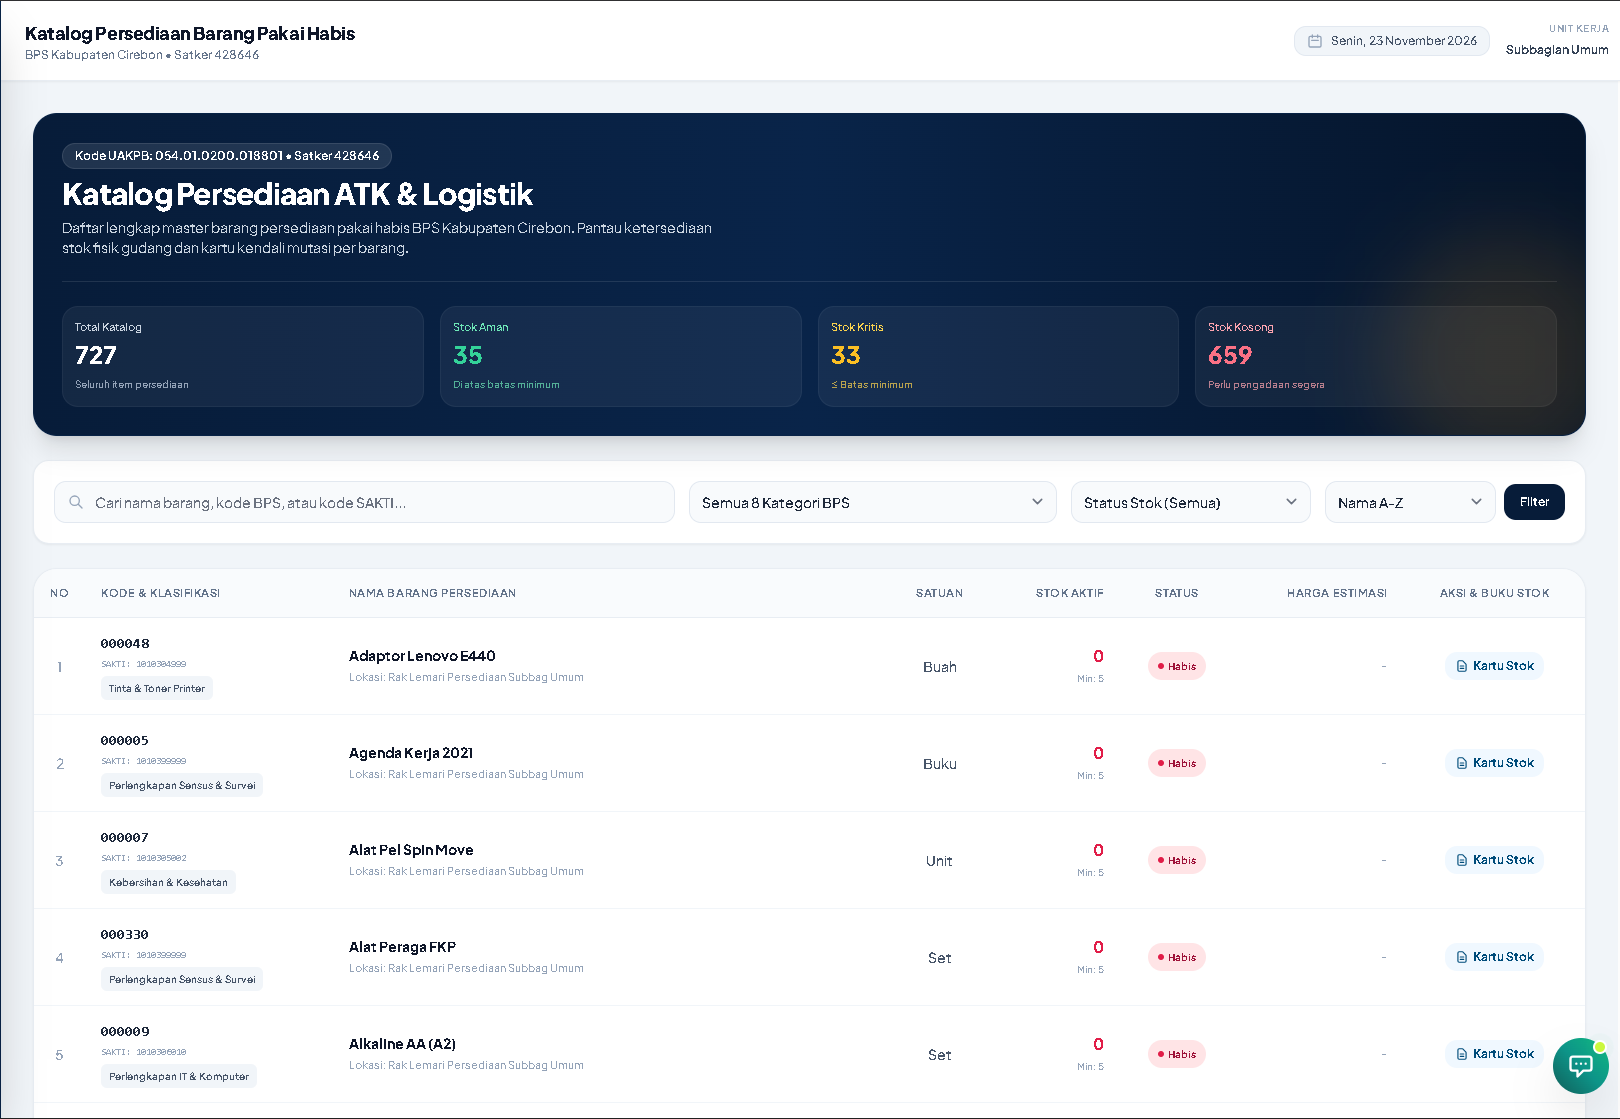 Katalog Persediaan Barang Pakai Habis
BPS Kabupaten Cirebon • Satker 428646
Senin, 23 November 2026
UNIT KERJA
Subbagian Umum
Kode UAKPB: 054.01.0200.018801 • Satker 428646
Katalog Persediaan ATK & Logistik
Daftar lengkap master barang persediaan pakai habis BPS Kabupaten Cirebon. Pantau ketersediaan
stok fisik gudang dan kartu kendali mutasi per barang.
Total Katalog
727
Seluruh item persediaan
Stok Aman
35
Di atas batas minimum
Stok Kritis
33
≤ Batas minimum
Stok Kosong
659
Perlu pengadaan segera
Cari nama barang, kode BPS, atau kode SAKTI...
Semua 8 Kategori BPS
Status Stok (Semua)
Nama A-Z
Filter
NO KODE & KLASIFIKASI NAMA BARANG PERSEDIAAN SATUAN STOK AKTIF STATUS HARGA ESTIMASI AKSI & BUKU STOK
1
000048
SAKTI: 1010304999
Tinta & Toner Printer
Adaptor Lenovo E440
Lokasi: Rak Lemari Persediaan Subbag Umum
Buah
0
Min: 5
Habis
-
Kartu Stok
2
000005
SAKTI: 1010399999
Perlengkapan Sensus & Survei
Agenda Kerja 2021
Lokasi: Rak Lemari Persediaan Subbag Umum
Buku
0
Min: 5
Habis
-
Kartu Stok
3
000007
SAKTI: 1010305002
Kebersihan & Kesehatan
Alat Pel Spin Move
Lokasi: Rak Lemari Persediaan Subbag Umum
Unit
0
Min: 5
Habis
-
Kartu Stok
4
000330
SAKTI: 1010399999
Perlengkapan Sensus & Survei
Alat Peraga FKP
Lokasi: Rak Lemari Persediaan Subbag Umum
Set
0
Min: 5
Habis
-
Kartu Stok
5
000009
SAKTI: 1010306010
Perlengkapan IT & Komputer
Alkaline AA (A2)
Lokasi: Rak Lemari Persediaan Subbag Umum
Set
0
Min: 5
Habis
-
Kartu Stok